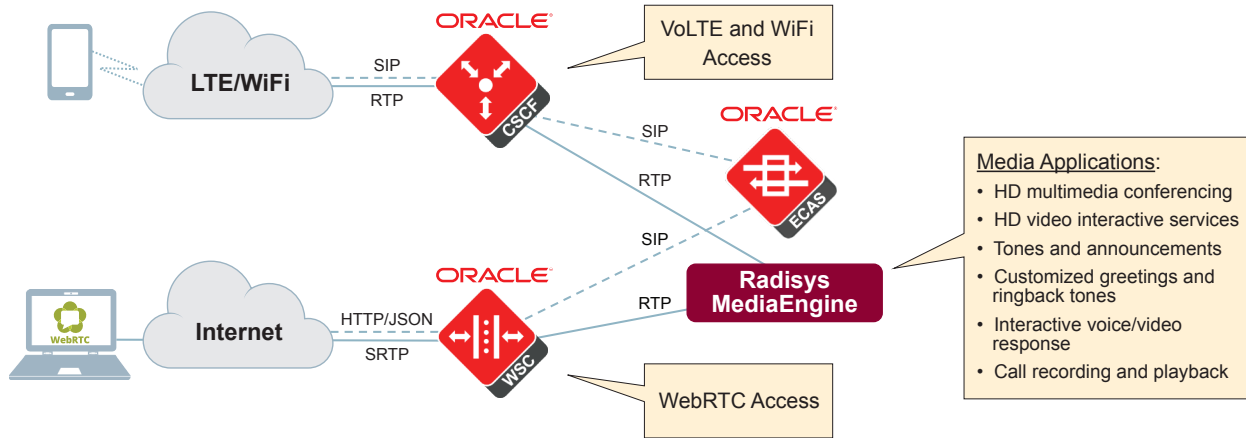 ORACLE®
VoLTE and WiFi
Access
LTE/WiFi
SIP
RTP
CSCF
ORACLE®
SIP
RTP
ECAS
Media Applications:
• HD multimedia conferencing
• HD video interactive services
• Tones and announcements
• Customized greetings and
ringback tones
• Interactive voice/video
response
• Call recording and playback
SIP
ORACLE®
Radisys
MediaEngine
RTP
WebRTC
Internet
HTTP/JSON
SRTP
WSC
WebRTC Access